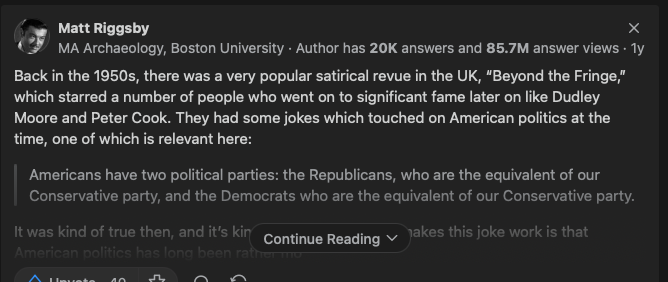 Matt Riggsby
MA Archaeology, Boston University · Author has 20K answers and 85.7M answer views · 1y
Back in the 1950s, there was a very popular satirical revue in the UK, “Beyond the Fringe,”
which starred a number of people who went on to significant fame later on like Dudley
Moore and Peter Cook. They had some jokes which touched on American politics at the
time, one of which is relevant here:
Americans have two political parties: the Republicans, who are the equivalent of our
Conservative party, and the Democrats who are the equivalent of our Conservative party.
It was kind of true then, and it’s kin
Continue Reading
makes this joke work is that
American politics has long been rather
Upvote 40